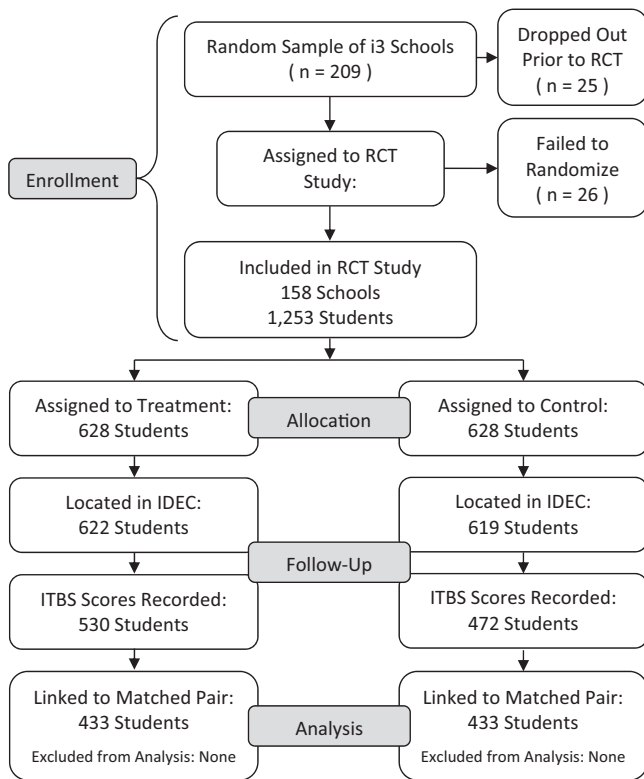 Random Sample of i3 Schools
( n = 209 )
Dropped Out
Prior to RCT
( n = 25 )
Enrollment
Assigned to RCT
Study:
Failed to
Randomize
( n = 26 )
Included in RCT Study
158 Schools
1,253 Students
Assigned to Treatment:
628 Students
Allocation
Assigned to Control:
628 Students
Located in IDEC:
622 Students
Located in IDEC:
619 Students
Follow-Up
ITBS Scores Recorded:
530 Students
ITBS Scores Recorded:
472 Students
Linked to Matched Pair:
433 Students
Excluded from Analysis: None
Analysis
Linked to Matched Pair:
433 Students
Excluded from Analysis: None